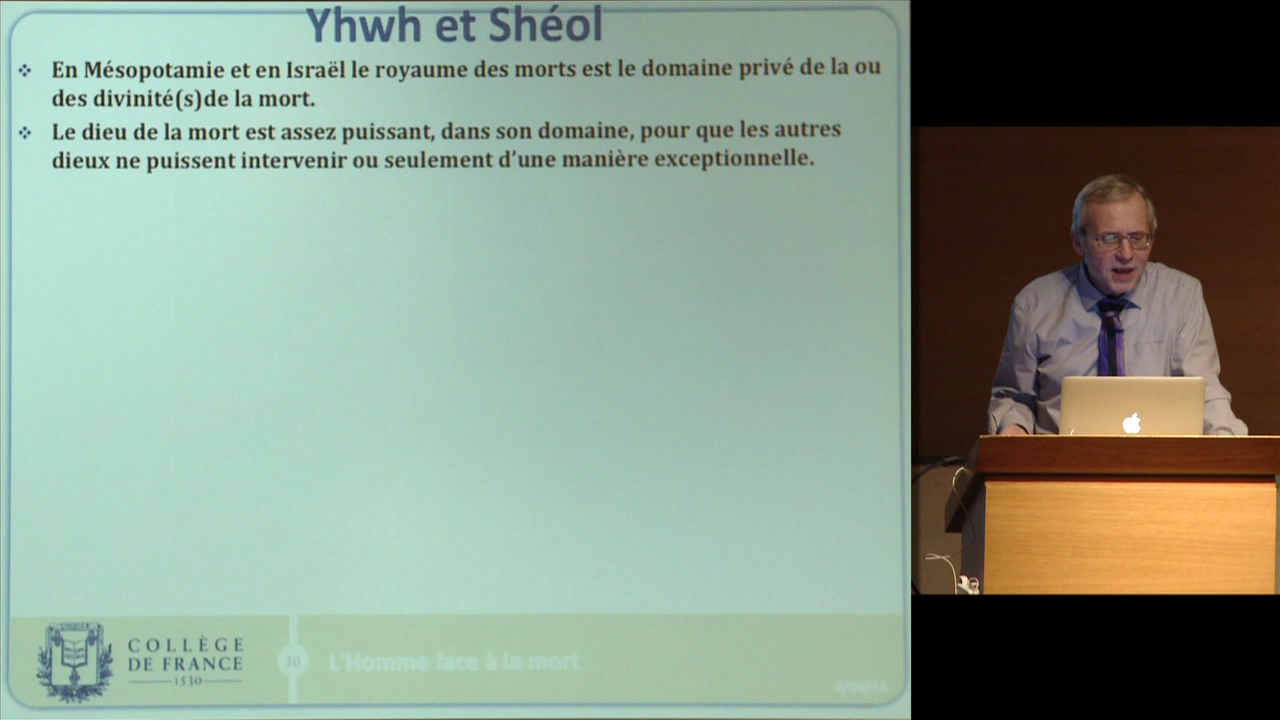 Yhwh et Shéol
En Mésopotamie et en Israël le royaume des morts est le domaine privé de la ou
des divinité(s)de la mort.
Le dieu de la mort est assez puissant, dans son domaine, pour que les autres
dieux ne puissent intervenir ou seulement d'une manière exceptionnelle.
COLLÈGE
DE FRANCE
1530
30
L'Homme face à la mort